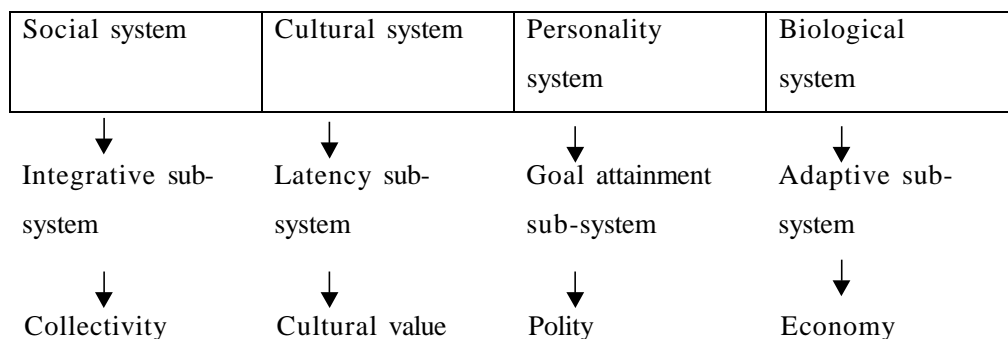 Social system Cultural system Personality Biological
system system
Integrative sub- Latency sub- Goal attainment Adaptive sub-
system system sub-system system
Collectivity Cultural value Polity Economy